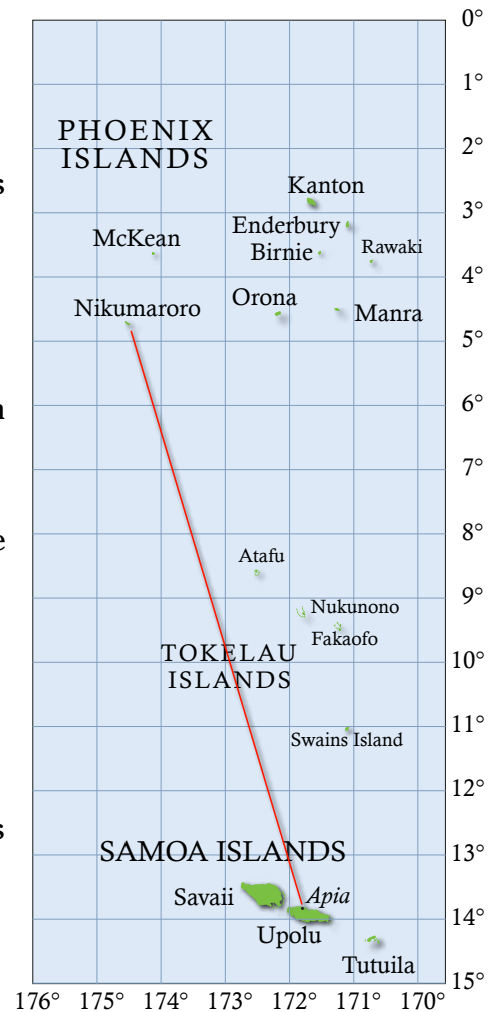 0°
1°
PHOENIX
ISLANDS
2°
s
Kanton
3°
Enderbury
McKean
Birnie
Rawaki
4°
Orona
Nikumaroro
Manra
5°
6°
n
7°
8°
e
Atafu
9°
Nukunono
Fakaofo
TOKELAU
10°
ISLANDS
11°
Swains Island
12°
s
SAMOA ISLANDS
13°
Savaii
Apia
14°
Upolu
Tutuila
15°
176° 175° 174° 173° 172° 171° 170°